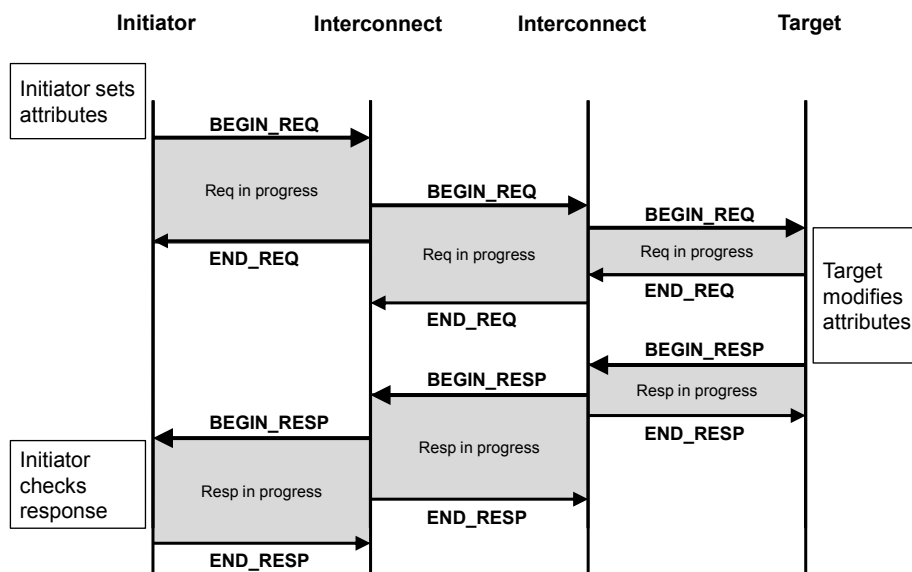 Initiator Interconnect Interconnect Target
Initiator sets
attributes
BEGIN_REQ
Req in progress
BEGIN_REQ
BEGIN_REQ
END_REQ
Req in progress
Req in progress
Target
modifies
attributes
END_REQ
END_REQ
BEGIN_RESP
BEGIN_RESP
Resp in progress
BEGIN_RESP
END_RESP
Initiator
checks
response
Resp in progress
Resp in progress
END_RESP
END_RESP